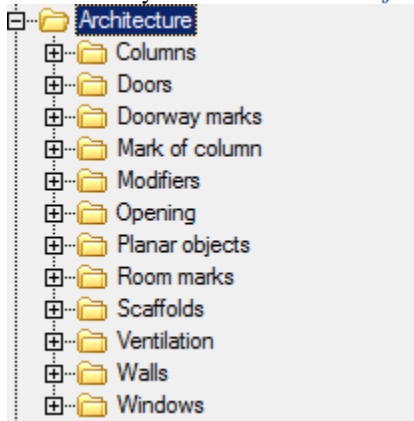 Architecture
Columns
Doors
Doorway marks
Mark of column
Modifiers
Opening
Planar objects
Room marks
Scaffolds
Ventilation
Walls
Windows